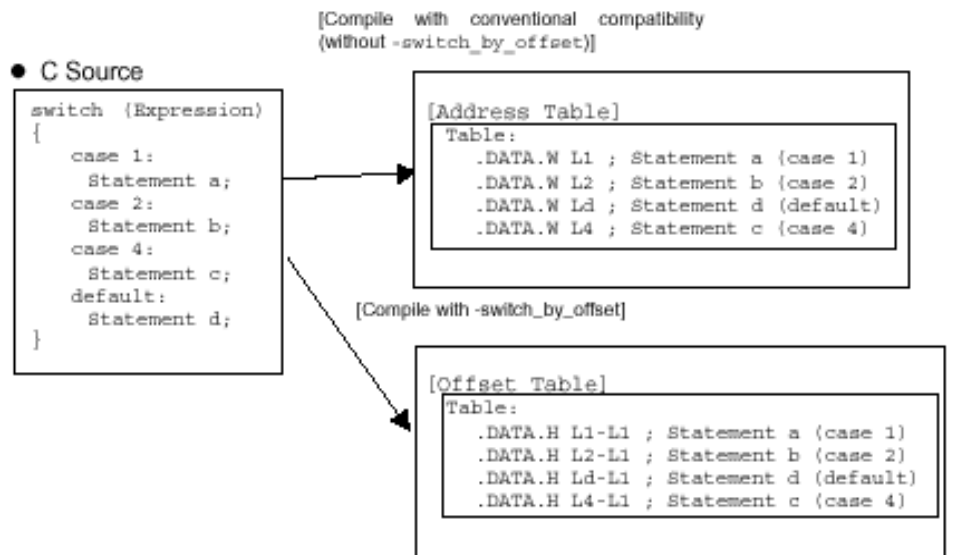 [Compile with conventional compatibility
(without -switch_by_offset)]
● C Source
switch (Expression)
{
case 1:
Statement a;
case 2:
Statement b;
case 4:
Statement c;
default:
Statement d;
}
[Address Table]
Table:
.DATA.W L1 ; Statement a (case 1)
.DATA.W L2 ; Statement b (case 2)
.DATA.W Ld ; Statement d (default)
.DATA.W L4 ; Statement c (case 4)
[Compile with -switch_by_offset]
[Offset Table]
Table:
.DATA.H L1-L1 ; Statement a (case 1)
.DATA.H L2-L1 ; Statement b (case 2)
.DATA.H Ld-L1 ; Statement d (default)
.DATA.H L4-L1 ; Statement c (case 4)